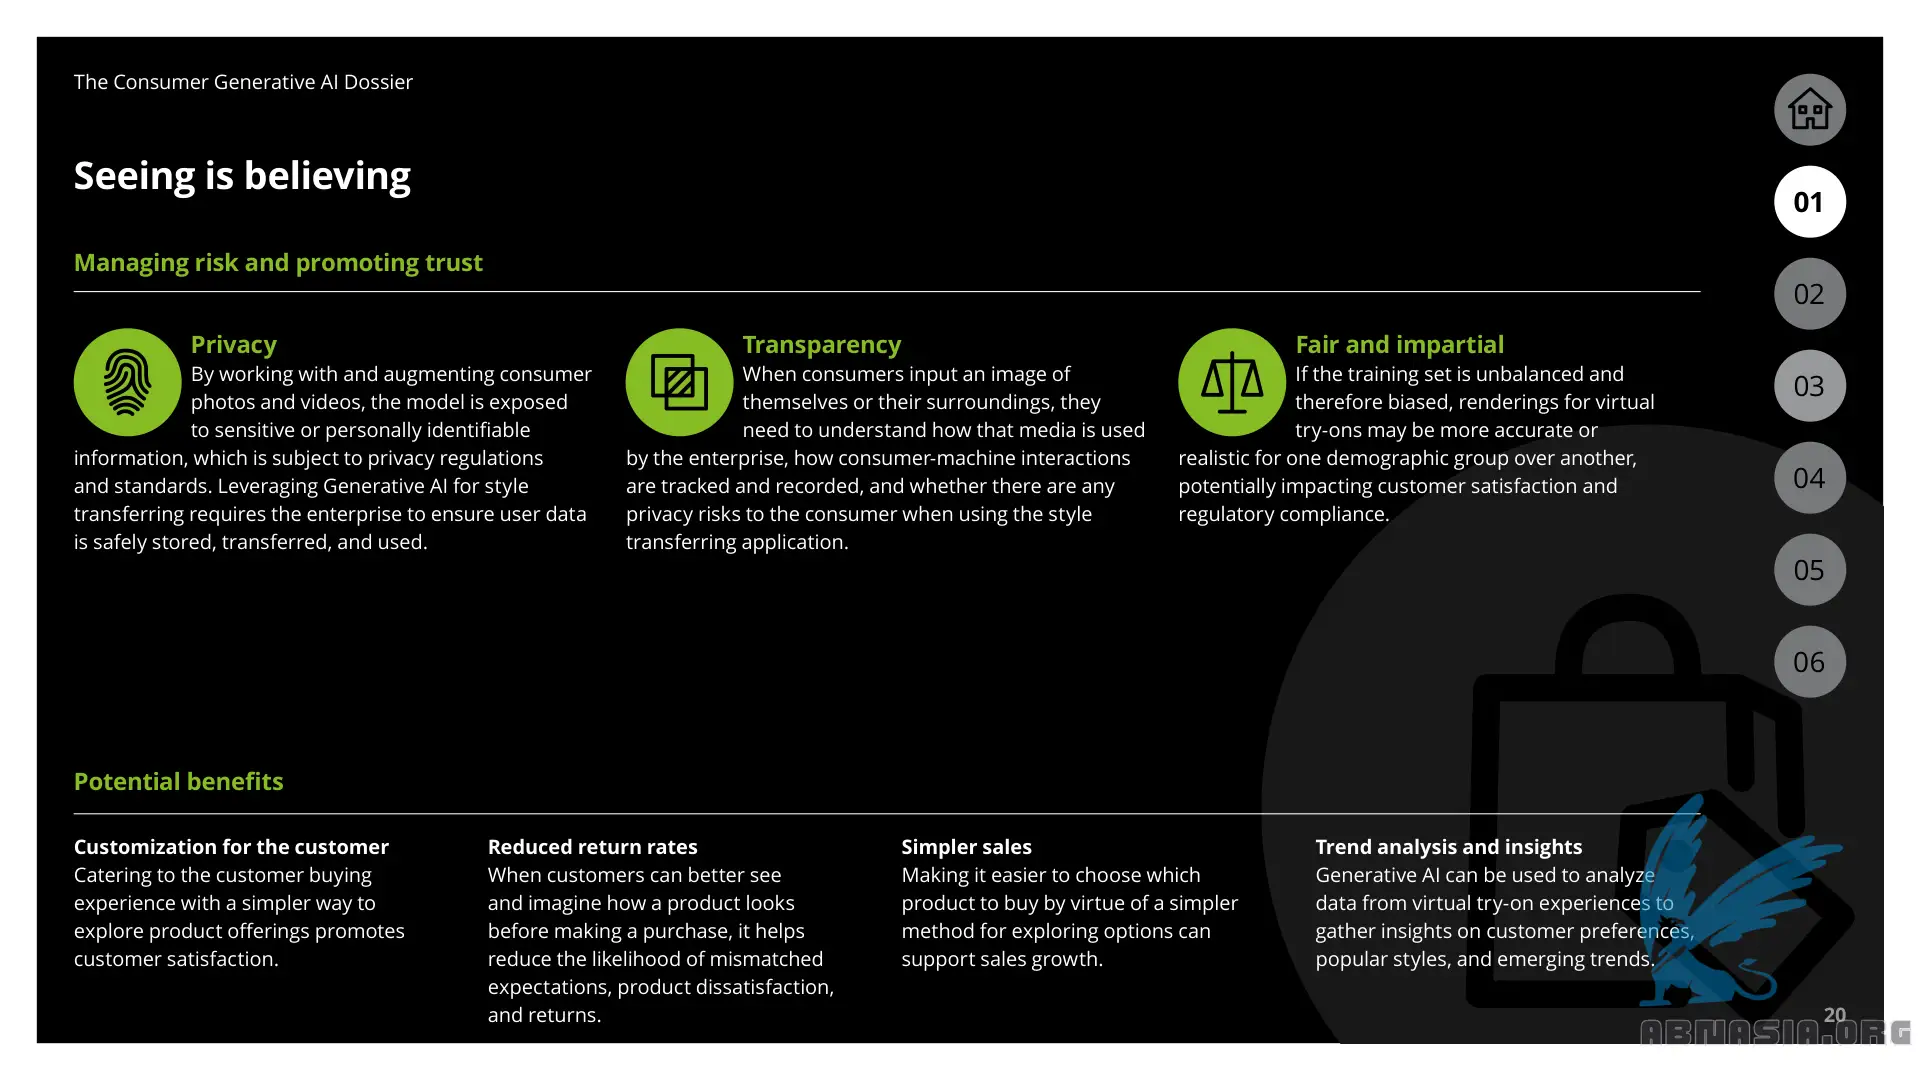 The Consumer Generative AI Dossier
Seeing is believing
Managing risk and promoting trust
Privacy
By working with and augmenting consumer
photos and videos, the model is exposed
to sensitive or personally identifiable
information, which is subject to privacy regulations
and standards. Leveraging Generative AI for style
transferring requires the enterprise to ensure user data
is safely stored, transferred, and used.
Transparency
When consumers input an image of
themselves or their surroundings, they
need to understand how that media is used
by the enterprise, how consumer-machine interactions
are tracked and recorded, and whether there are any
privacy risks to the consumer when using the style
transferring application.
Fair and impartial
If the training set is unbalanced and
therefore biased, renderings for virtual
try-ons may be more accurate or
realistic for one demographic group over another,
potentially impacting customer satisfaction and
regulatory compliance.
01
02
03
04
05
06
Potential benefits
Customization for the customer
Catering to the customer buying
experience with a simpler way to
explore product offerings promotes
customer satisfaction.
Reduced return rates
When customers can better see
and imagine how a product looks
before making a purchase, it helps
reduce the likelihood of mismatched
expectations, product dissatisfaction,
and returns.
Simpler sales
Making it easier to choose which
product to buy by virtue of a simpler
method for exploring options can
support sales growth.
Trend analysis and insights
Generative AI can be used to analyze
data from virtual try-on experiences to
gather insights on customer preferences,
popular styles, and emerging trends.
20
ABNASIA.ORG